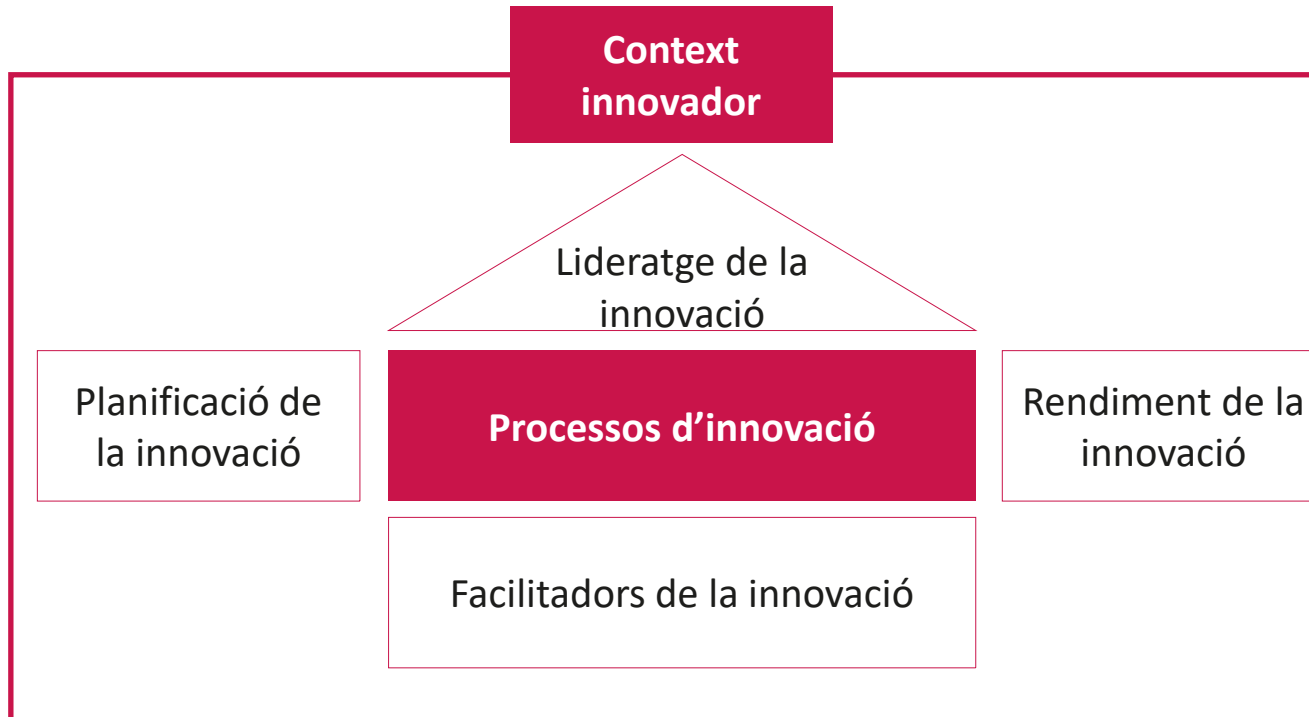 Context
innovador
Lideratge de la
innovació
Planificació de
la innovació
Processos d’innovació
Rendiment de la
innovació
Facilitadors de la innovació